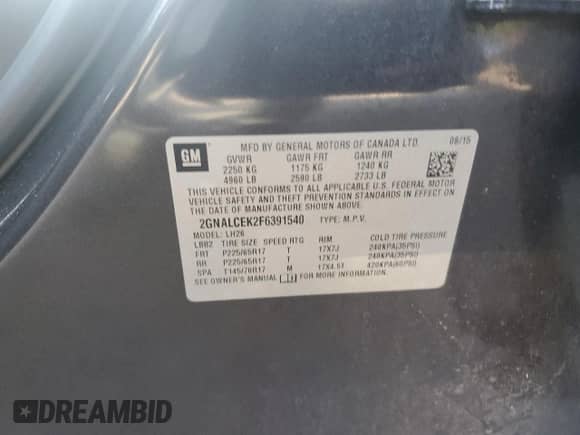 GM
MFD BY GENERAL MOTORS OF CANADA LTD. 08/15
GVWR GAWR FRT GAWR RR
2250 KG 1175 KG 1240 KG
4960 LB 2590 LB 2733 LB
THIS VEHICLE CONFORMS TO ALL APPLICABLE U.S. FEDERAL MOTOR
VEHICLE SAFETY AND THEFT PREVENTION STANDARDS IN EFFECT ON
THE DATE OF MANUFACTURE SHOWN ABOVE.
2GNALCEK2F6391540 TYPE: M.P.V.
MODEL: LH26
TIRE SIZE SPEED RTG RIM COLD TIRE PRESSURE
FRT P225/65R17 T 17X7J 240KPA(35PSI)
RR P225/65R17 T 17X7J 240KPA(35PSI)
SPA T145/70R17 M 17X4.5T 420KPA(60PSI)
SEE OWNER'S MANUAL FOR MORE INFORMATION.
DREAMBID